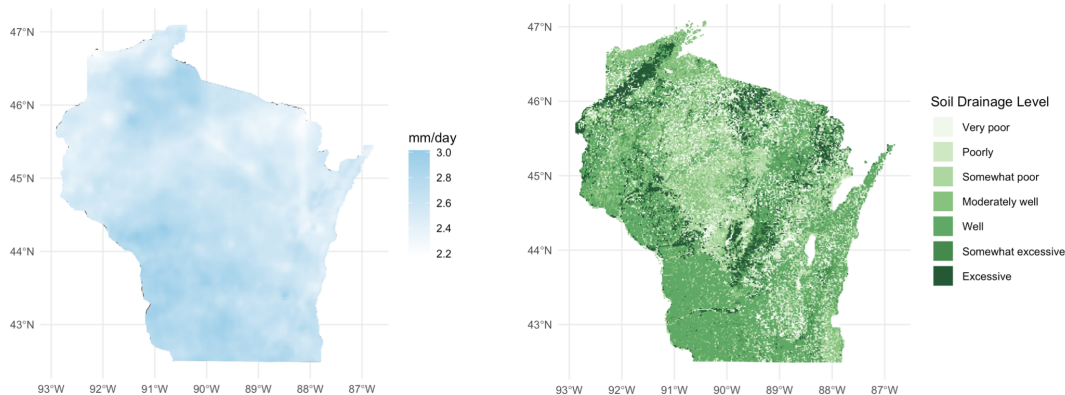 47°N
46°N
45°N
44°N
43°N
93°W 92°W 91°W 90°W 89°W 88°W 87°W
mm/day
3.0
2.8
2.6
2.4
2.2
47°N
46°N
45°N
44°N
43°N
93°W 92°W 91°W 90°W 89°W 88°W 87°W
Soil Drainage Level
Very poor
Poorly
Somewhat poor
Moderately well
Well
Somewhat excessive
Excessive